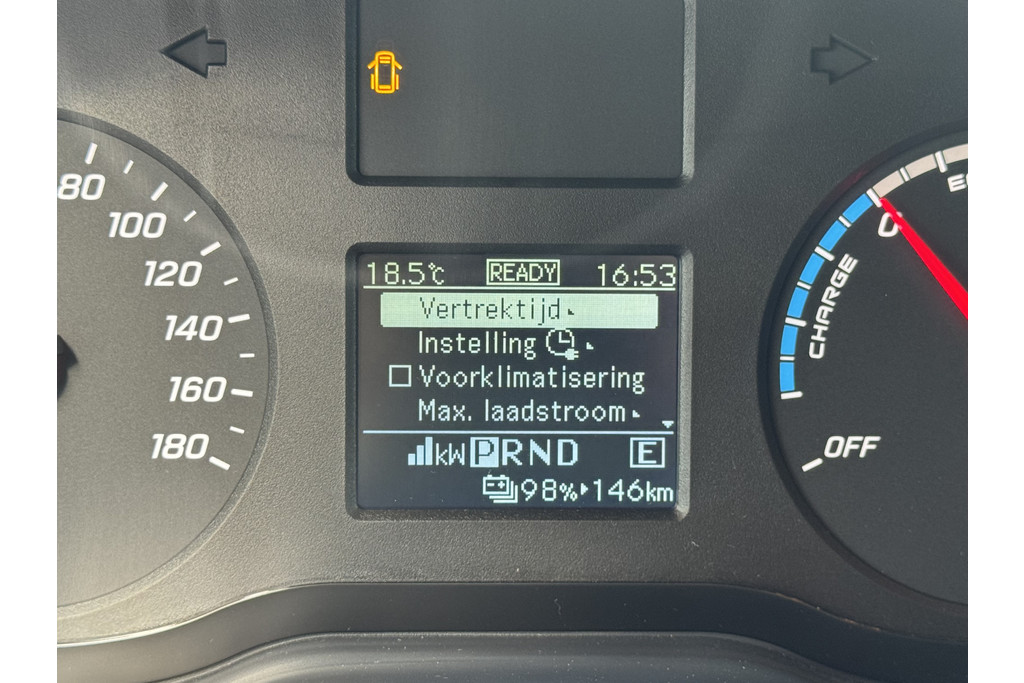 80
100
120
140
160
180
18.5°C READY 16:53
Vertrektijd
Instelling
Voorklimatisering
Max. laadstroom
kW P R N D E
98% 146km
0
CHARGE
OFF